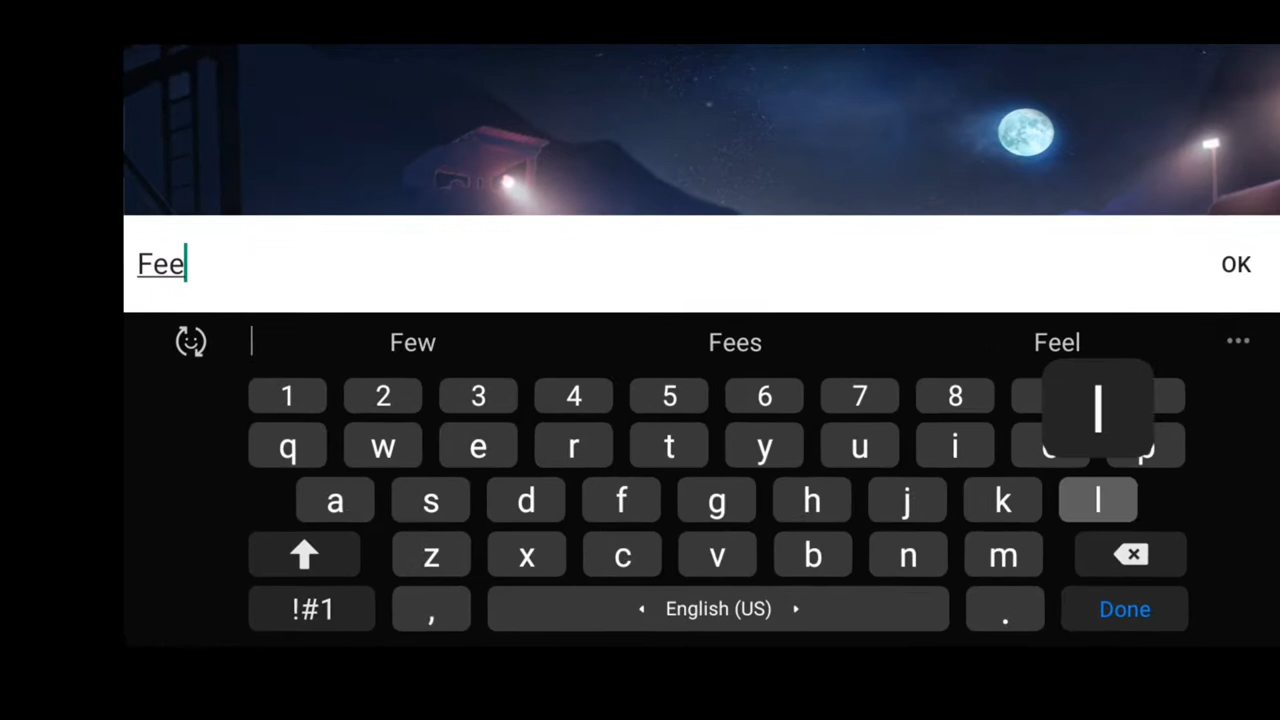 Fee
OK
Few Fees Feel
1 2 3 4 5 6 7 8
l
q w e r t y u i p
a s d f g h j k l
z x c v b n m
!#1 , English (US) . Done